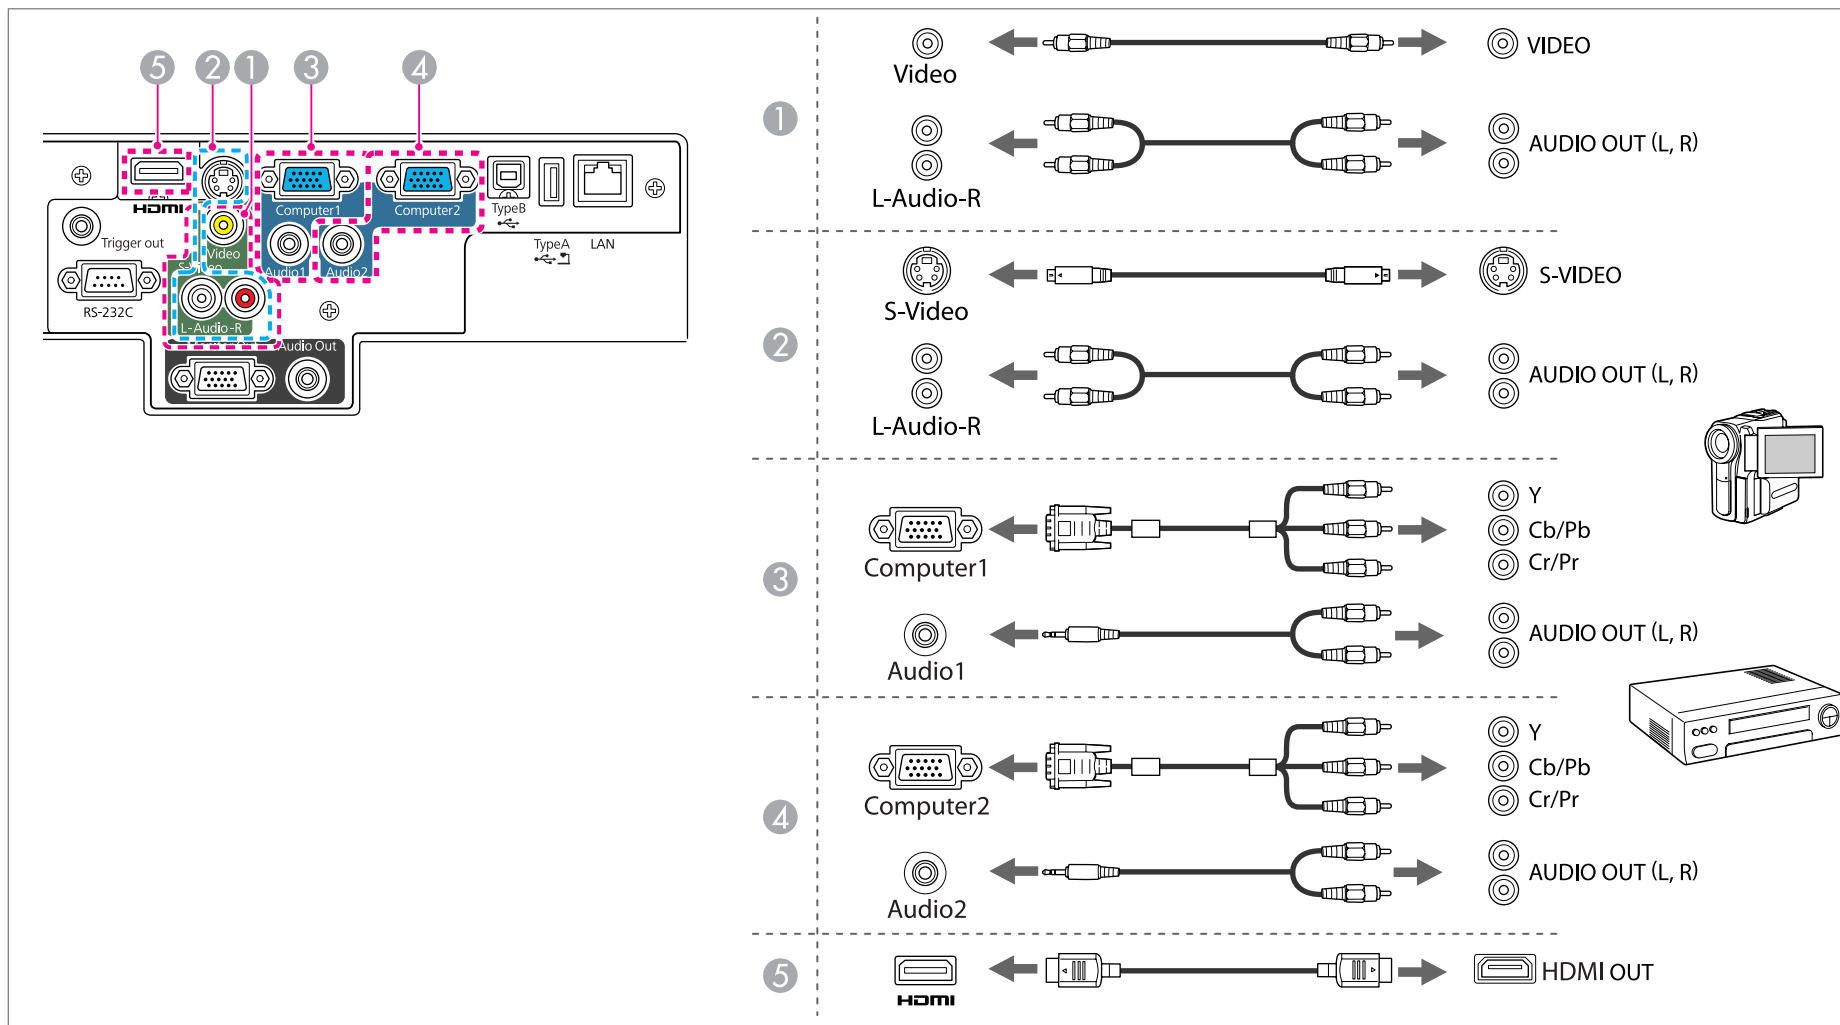 5
2
1
3
4
HDMI
Computer1
Computer2
TypeB
Trigger out
Video
Audio1
Audio2
TypeA
LAN
RS-232C
L-Audio-R
Audio Out
1
Video
VIDEO
L-Audio-R
AUDIO OUT (L, R)
2
S-Video
S-VIDEO
L-Audio-R
AUDIO OUT (L, R)
3
Computer1
Y
Cb/Pb
Cr/Pr
Audio1
AUDIO OUT (L, R)
4
Computer2
Y
Cb/Pb
Cr/Pr
Audio2
AUDIO OUT (L, R)
5
HDMI
HDMI OUT